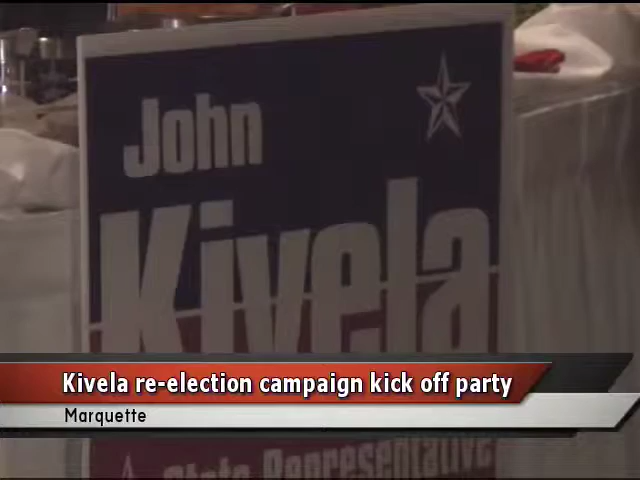 John
Kivela
Kivela re-election campaign kick off party
Marquette
State Representative